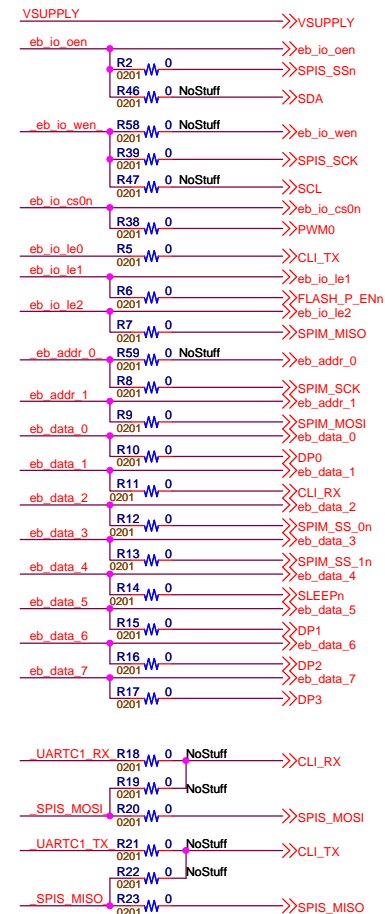 VSUPPLY VSUPPLY
eb_io_oen eb_io_oen
R2 0 SPIS_SSn
0201
R46 0 NoStuff SDA
0201
_eb_io_wen_ R58 0 NoStuff eb_io_wen
0201
R39 0 SPIS_SCK
0201
R47 0 NoStuff SCL
0201
eb_io_cs0n eb_io_cs0n
R38 0 PWM0
0201
eb_io_le0 R5 0 CLI_TX
0201
eb_io_le1 eb_io_le1
R6 0 FLASH_P_ENn
0201
eb_io_le2 eb_io_le2
R7 0 SPIM_MISO
0201
_eb_addr_0_ R59 0 NoStuff eb_addr_0
0201
R8 0 SPIM_SCK
0201
eb_addr_1 eb_addr_1
R9 0 SPIM_MOSI
0201
eb_data_0 eb_data_0
R10 0 DP0
0201
eb_data_1 eb_data_1
R11 0 CLI_RX
0201
eb_data_2 eb_data_2
R12 0 SPIM_SS_0n
0201
eb_data_3 eb_data_3
R13 0 SPIM_SS_1n
0201
eb_data_4 eb_data_4
R14 0 SLEEPn
0201
eb_data_5 eb_data_5
R15 0 DP1
0201
eb_data_6 eb_data_6
R16 0 DP2
0201
eb_data_7 eb_data_7
R17 0 DP3
0201
_UARTC1_RX_ R18 0 NoStuff CLI_RX
0201
R19 0 NoStuff
0201
_SPIS_MOSI_ R20 0 SPIS_MOSI
0201
_UARTC1_TX_ R21 0 NoStuff CLI_TX
0201
R22 0 NoStuff
0201
_SPIS_MISO_ R23 0 SPIS_MISO
0201